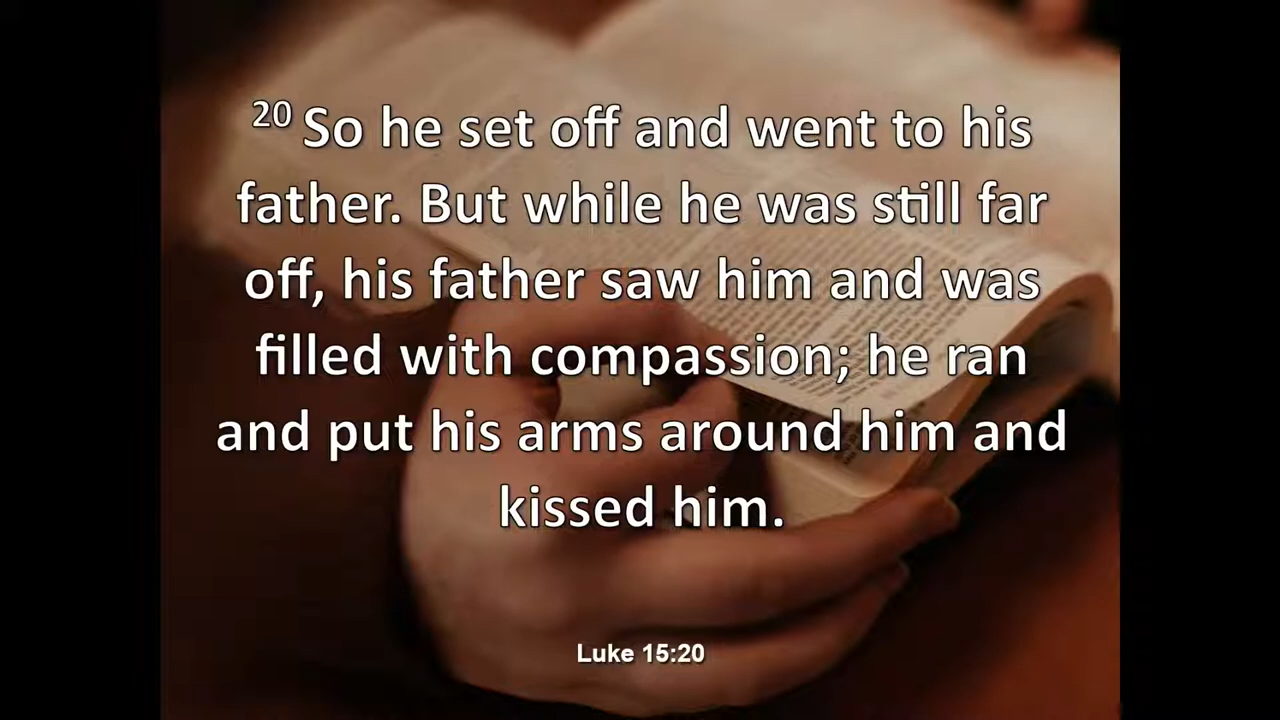 20 So he set off and went to his
father. But while he was still far
off, his father saw him and was
filled with compassion; he ran
and put his arms around him and
kissed him.
Luke 15:20